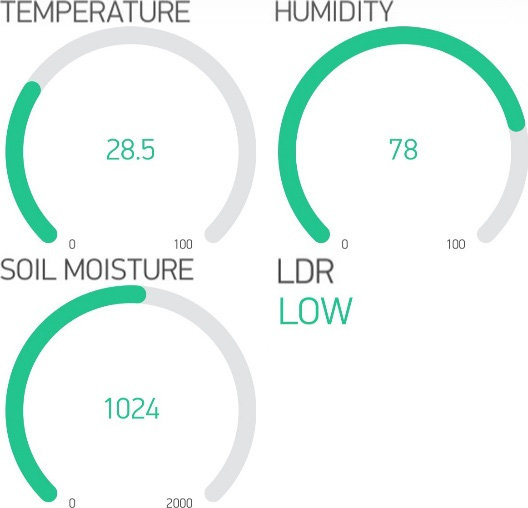 TEMPERATURE
28.5
0 100
HUMIDITY
78
0 100
SOIL MOISTURE
1024
0 2000
LDR
LOW